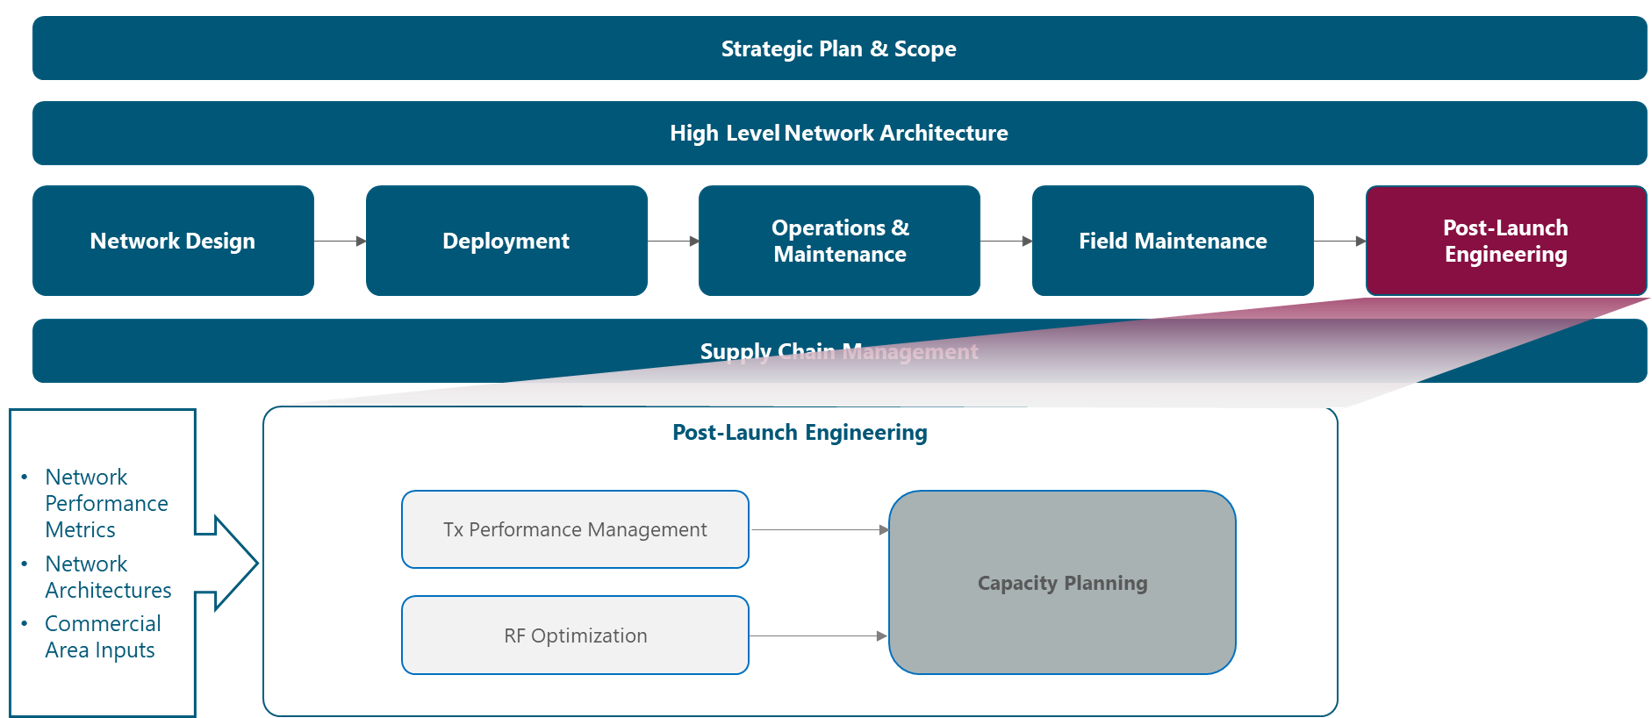 Strategic Plan & Scope
High Level Network Architecture
Network Design
Deployment
Operations &
Maintenance
Field Maintenance
Post-Launch
Engineering
Supply Chain Management
• Network
Performance
Metrics
• Network
Architectures
• Commercial
Area Inputs
Post-Launch Engineering
Tx Performance Management
RF Optimization
Capacity Planning